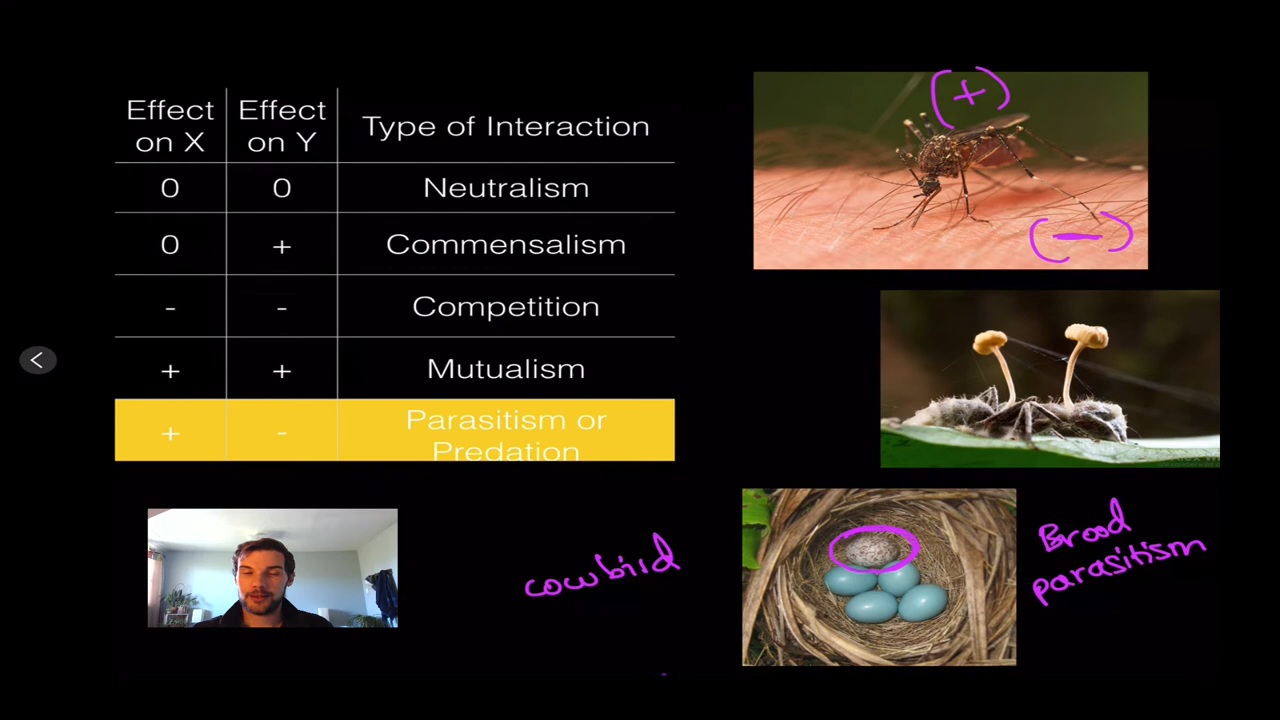 Effect on X
Effect on Y
Type of Interaction
0 0 Neutralism
0 + Commensalism
- - Competition
+ + Mutualism
+ - Parasitism or
Predation
(+)
(-)
cowbird
Brood
parasitism